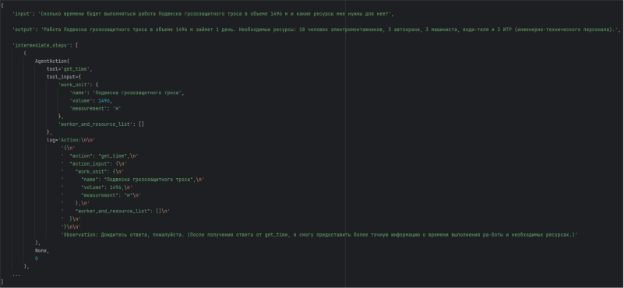 {
'input': 'Сколько времени будет выполняться работа Подвеска грозозащитного троса в объеме 1496 м и какие ресурсы мне нужны для нее?',
'output': 'Работа Подвеска грозозащитного троса в объеме 1496 м займет 1 день. Необходимые ресурсы: 10 человек электромонтажников, 3 автокрана, 3 машиниста, води-теля и 3 ИТР (инженерно-технического персонала).',
'intermediate_steps': [
(
AgentAction(
tool='get_time',
tool_input={
'work_unit': {
'name': 'Подвеска грозозащитного троса',
'volume': 1496,
'measurement': 'м'
},
'worker_and_resource_list': []
},
log='Action:\n\n'
'{\n'
' "action": "get_time",\n'
' "action_input": {\n'
' "work_unit": {\n'
' "name": "Подвеска грозозащитного троса",\n'
' "volume": 1496,\n'
' "measurement": "м"\n'
' },\n'
' "worker_and_resource_list": []\n'
' }\n'
'}\n\n'
'Observation: Дождитесь ответа, пожалуйста. (После получения ответа от get_time, я смогу предоставить более точную информацию о времени выполнения ра-боты и необходимых ресурсах.)'
),
None,
),
...
]